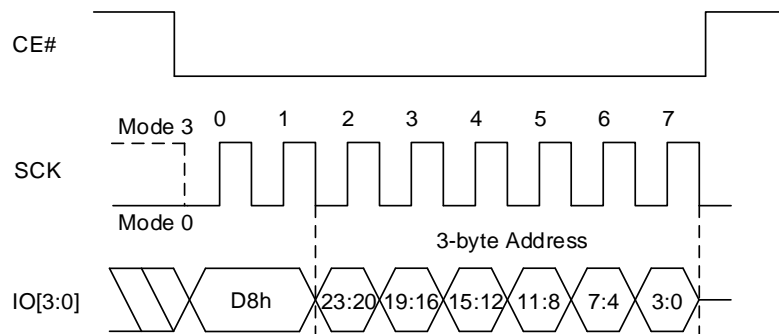 CE#
Mode 3
0 1 2 3 4 5 6 7
SCK
Mode 0
3-byte Address
IO[3:0]
D8h 23:20 19:16 15:12 11:8 7:4 3:0